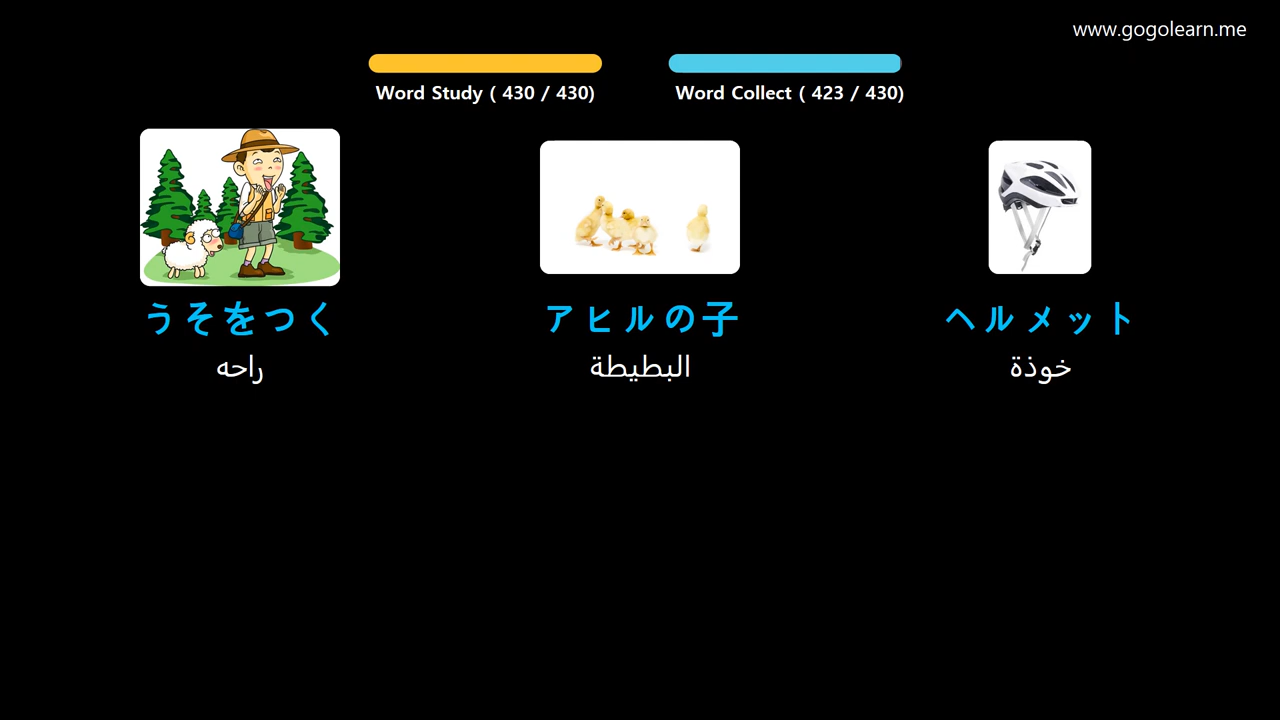 www.gogolearn.me
Word Study ( 430 / 430)
Word Collect ( 423 / 430)
うそをつく
アヒルの子
ヘルメット
راحه
البطيطة
خوذة